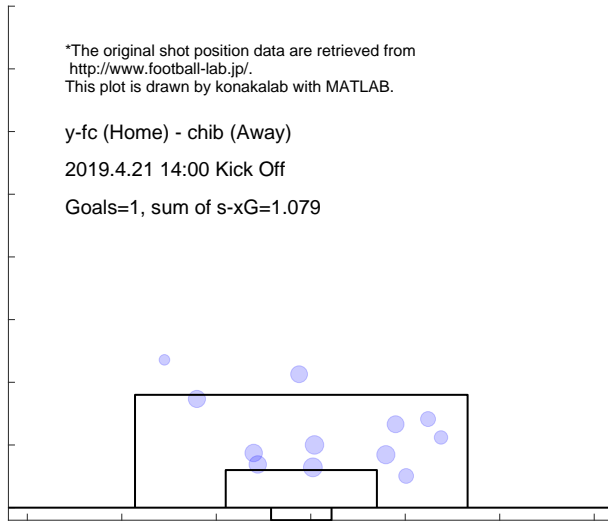 *The original shot position data are retrieved from
http://www.football-lab.jp/.
This plot is drawn by konakalab with MATLAB.
y-fc (Home) - chib (Away)
2019.4.21 14:00 Kick Off
Goals=1, sum of s-xG=1.079